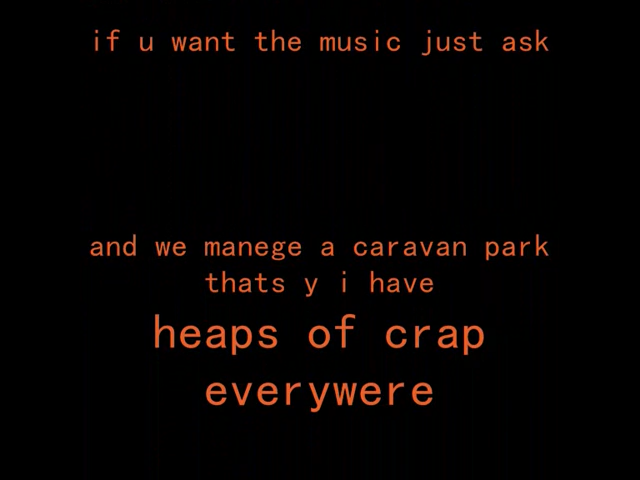 if u want the music just ask
and we manege a caravan park
thats y i have
heaps of crap
everywere